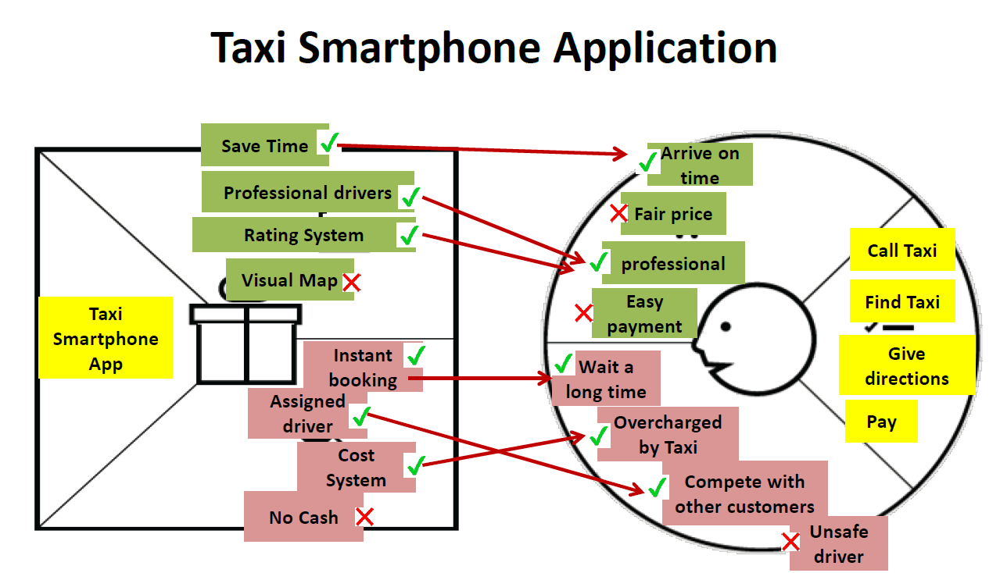 Taxi Smartphone Application
Save Time
Professional drivers
Rating System
Visual Map
Taxi
Smartphone
App
Instant
booking
Assigned
driver
Cost
System
No Cash
Arrive on
time
Fair price
professional
Easy
payment
Wait a
long time
Overcharged
by Taxi
Compete with
other customers
Unsafe
driver
Call Taxi
Find Taxi
Give
directions
Pay